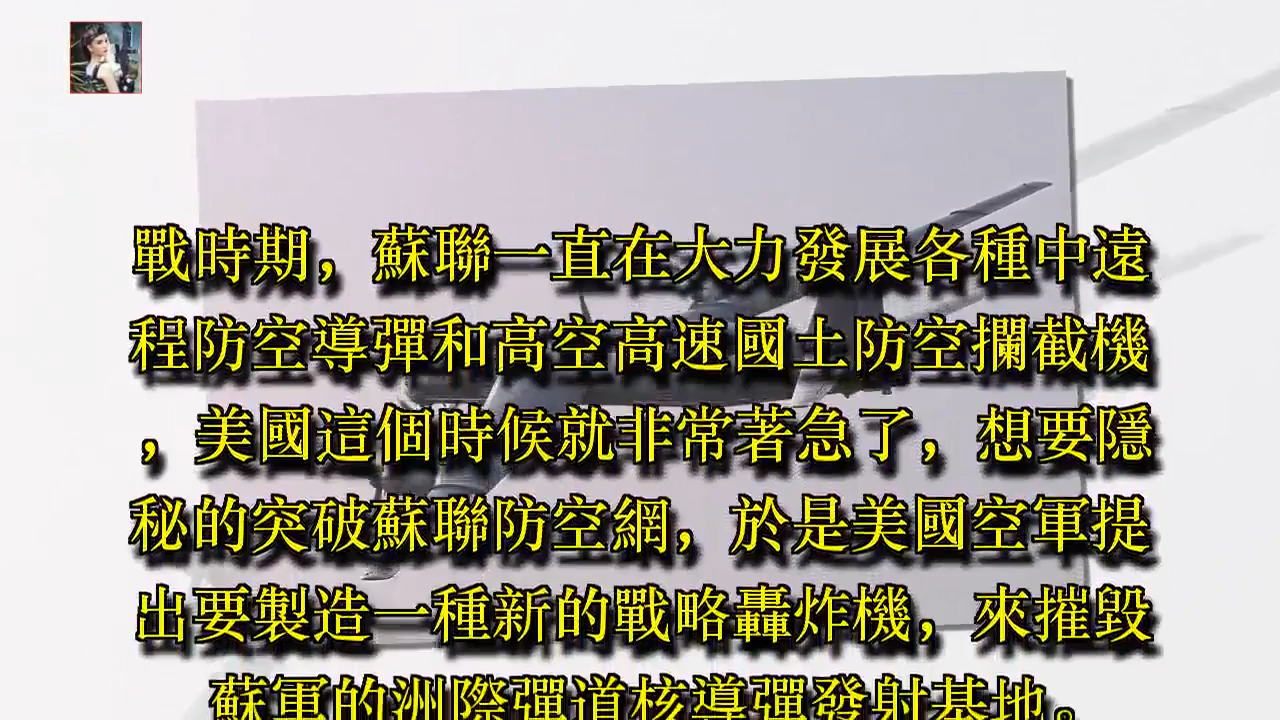 戰時期，蘇聯一直在大力發展各種中遠
程防空導彈和高空高速國土防空攔截機
，美國這個時候就非常著急了，想要隱
秘的突破蘇聯防空網，於是美國空軍提
出要製造一種新的戰略轟炸機，來摧毀
蘇軍的洲際彈道核導彈發射基地。